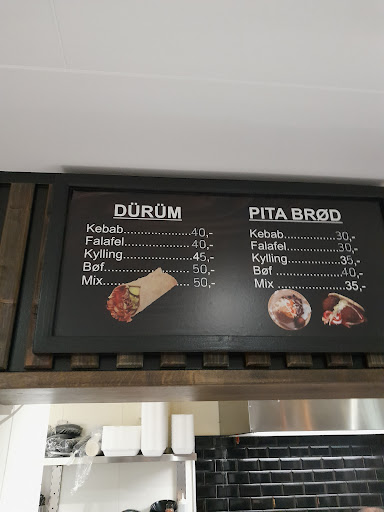 DÜRÜM
Kebab....................40,-
Falafel....................40,-
Kylling....................45,-
Bøf........................50,-
Mix........................50,-
PITA BRØD
Kebab...............30,-
Falafel...............30,-
Kylling...............35,-
Bøf....................40,-
Mix ..................35,-